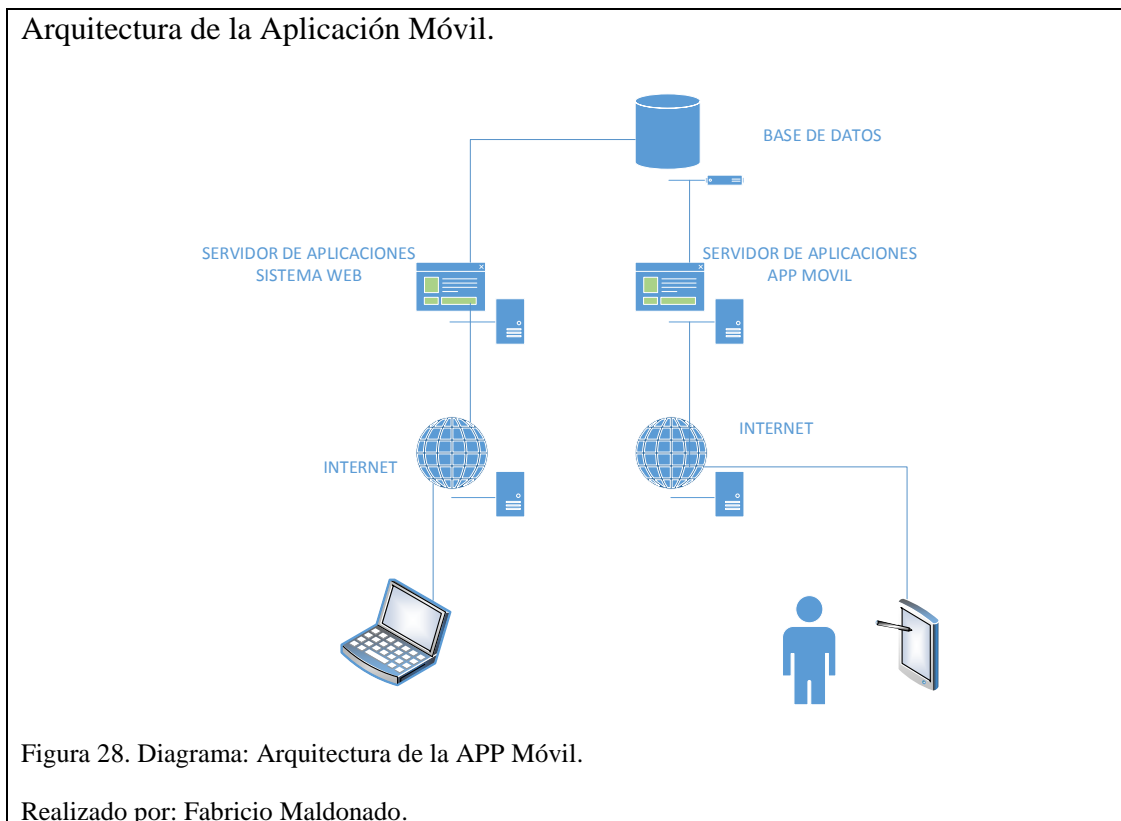 Arquitectura de la Aplicación Móvil.
BASE DE DATOS
SERVIDOR DE APLICACIONES
SISTEMA WEB
SERVIDOR DE APLICACIONES
APP MOVIL
INTERNET
INTERNET
Figura 28. Diagrama: Arquitectura de la APP Móvil.
Realizado por: Fabricio Maldonado.